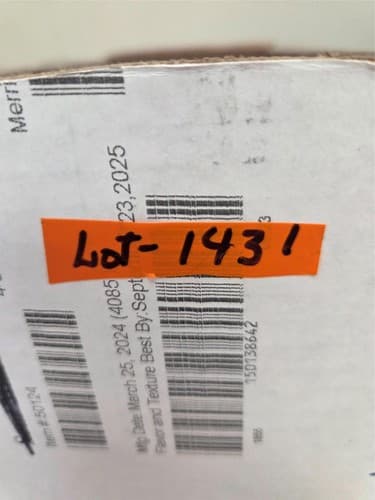 Lot-1431
Merri
Item # 50124
Mfg Date: March 25, 2024 (4085
Flavor and Texture Best By: Sept 23, 2025
150138642